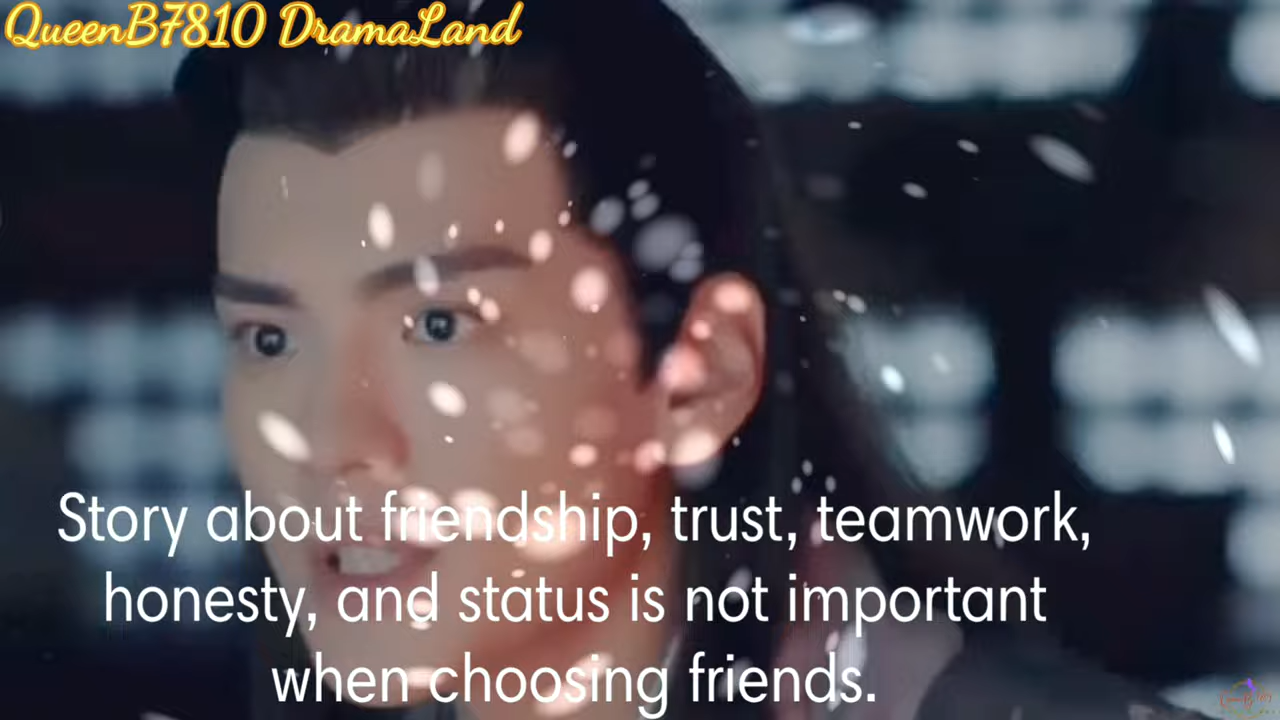 QueenB7810 DramaLand
Story about friendship, trust, teamwork,
honesty, and status is not important
when choosing friends.